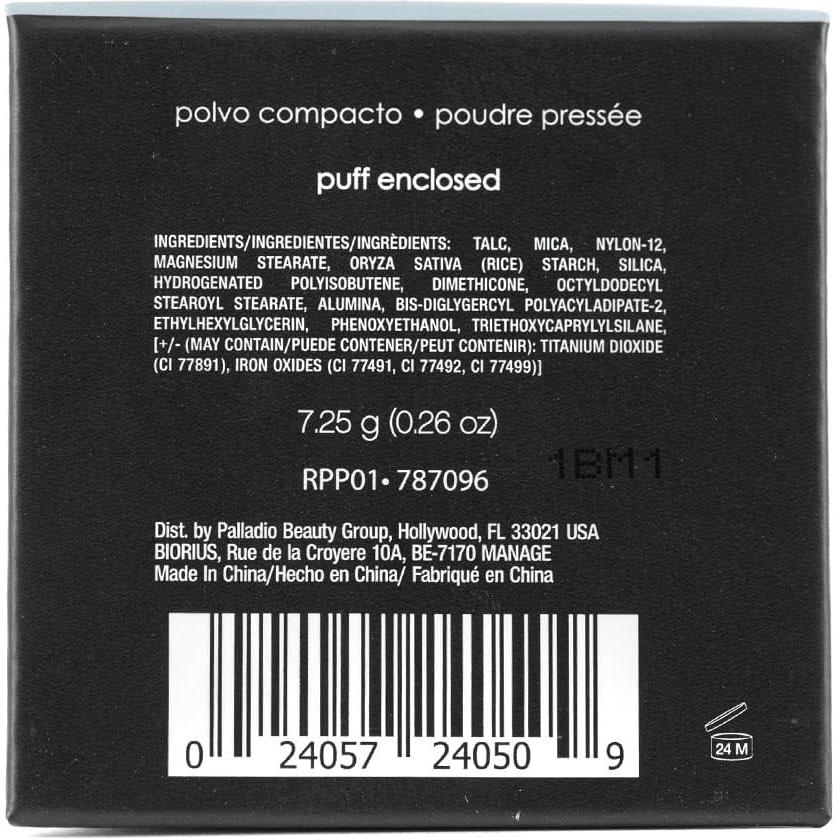 polvo compacto • poudre pressée
puff enclosed
INGREDIENTS/INGREDIENTES/INGRÈDIENTS: TALC, MICA, NYLON-12,
MAGNESIUM STEARATE, ORYZA SATIVA (RICE) STARCH, SILICA,
HYDROGENATED POLYISOBUTENE, DIMETHICONE, OCTYLDODECYL
STEAROYL STEARATE, ALUMINA, BIS-DIGLYGERCYL POLYACYLADIPATE-2,
ETHYLHEXYLGLYCERIN, PHENOXYETHANOL, TRIETHOXYCAPRYLYLSILANE,
[+/- (MAY CONTAIN/PUEDE CONTENER/PEUT CONTENIR): TITANIUM DIOXIDE
(CI 77891), IRON OXIDES (CI 77491, CI 77492, CI 77499)]
7.25 g (0.26 oz)
1BM1
RPP01• 787096
Dist. by Palladio Beauty Group, Hollywood, FL 33021 USA
BIORIUS, Rue de la Croyere 10A, BE-7170 MANAGE
Made In China/Hecho en China/ Fabriqué en China
0 24057 24050 9
24 M